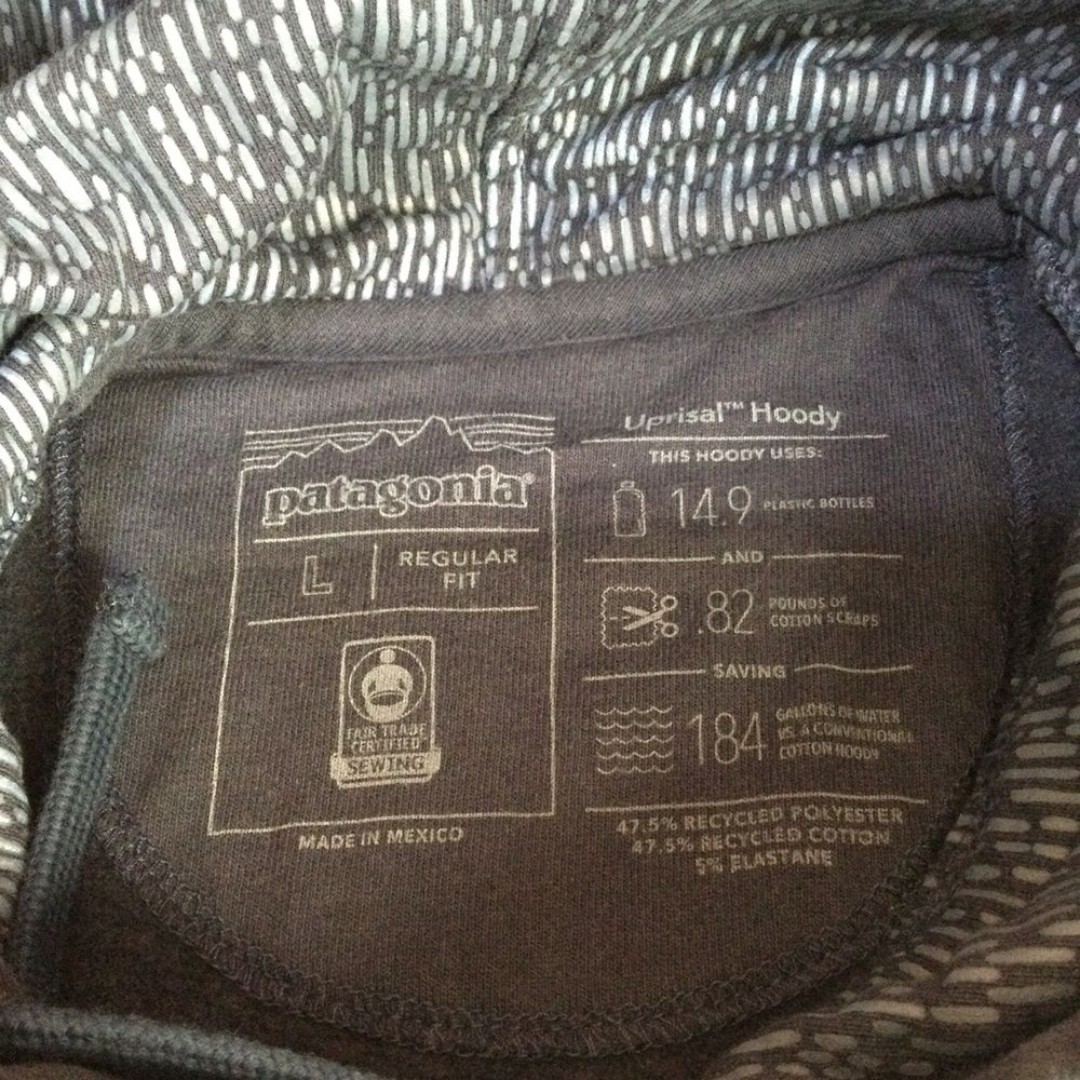 patagonia®
L
REGULAR
FIT
FAIR TRADE
CERTIFIED™
SEWING
MADE IN MEXICO
Uprisal™ Hoody
THIS HOODY USES:
14.9 PLASTIC BOTTLES
AND
.82 POUNDS OF
COTTON SCRAPS
SAVING
184 GALLONS OF WATER
VS. A CONVENTIONAL
COTTON HOODY
47.5% RECYCLED POLYESTER
47.5% RECYCLED COTTON
5% ELASTANE